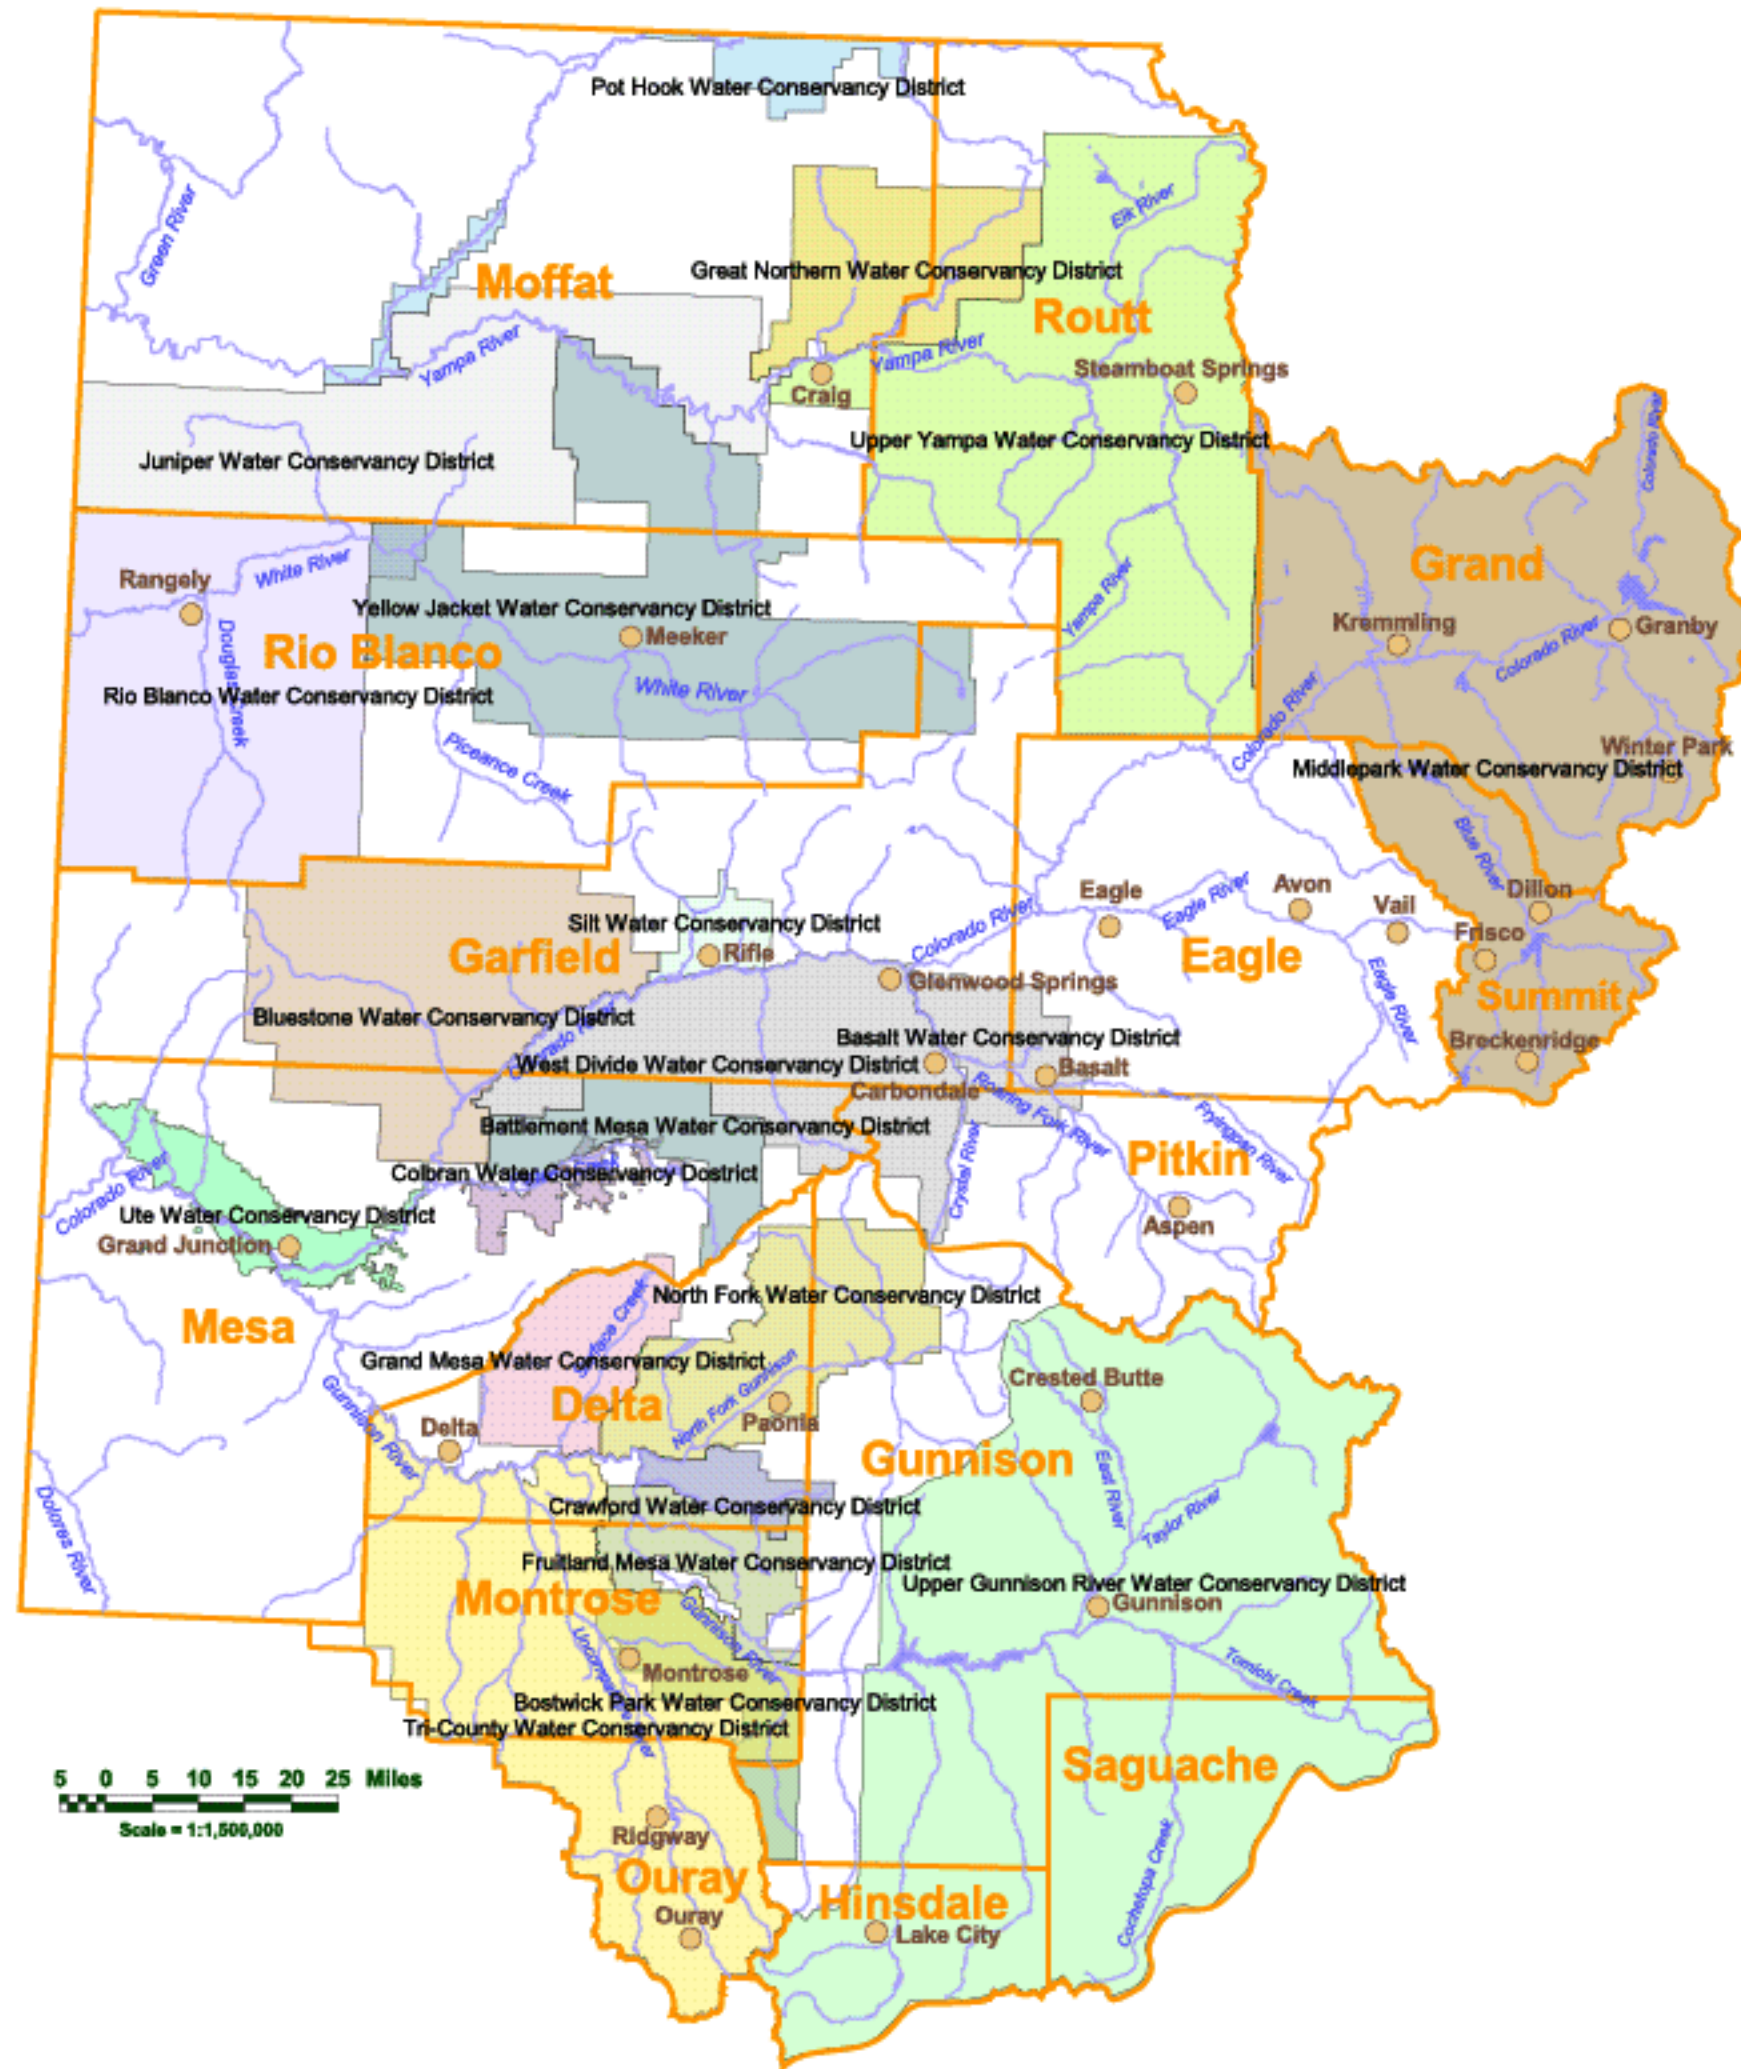 Pot Hook Water Conservancy District
Green River
Elk River
Moffat
Great Northern Water Conservancy District
Routt
Yampa River
Yampa River
Steamboat Springs
Craig
Colorado River
Upper Yampa Water Conservancy District
Juniper Water Conservancy District
Grand
White River
Rangely
Yampa River
Yellow Jacket Water Conservancy District
Kremmling
Granby
Meeker
Colorado River
Rio Blanco
Douglas Creek
White River
Rio Blanco Water Conservancy District
Colorado River
Piceance Creek
Winter Park
Middlepark Water Conservancy District
Blue River
Eagle
Eagle River
Avon
Dillon
Vail
Silt Water Conservancy District
Colorado River
Frisco
Garfield
Rifle
Eagle
Glenwood Springs
Eagle River
Summit
Bluestone Water Conservancy District
Colorado River
Basalt Water Conservancy District
Breckenridge
West Divide Water Conservancy District
Basalt
Carbondale
Roaring Fork River
Fryingpan River
Battlement Mesa Water Conservancy District
Pitkin
Colbran Water Conservancy Dostrict
Crystal River
Colorado River
Ute Water Conservancy District
Aspen
Grand Junction
North Fork Water Conservancy District
Mesa
Surface Creek
Grand Mesa Water Conservancy District
Crested Butte
Delta
North Fork Gunnison
Gunnison River
Delta
Paonia
Gunnison
East River
Taylor River
Crawford Water Conservancy District
Dolores River
Fruitland Mesa Water Conservancy District
Upper Gunnison River Water Conservancy District
Montrose
Gunnison River
Gunnison
Montrose
Tomichi Creek
Bostwick Park Water Conservancy District
Tri-County Water Conservancy District
Saguache
5 0 5 10 15 20 25 Miles
Scale = 1:1,500,000
Ridgway
Ouray
Cochetopa Creek
Hinsdale
Ouray
Lake City